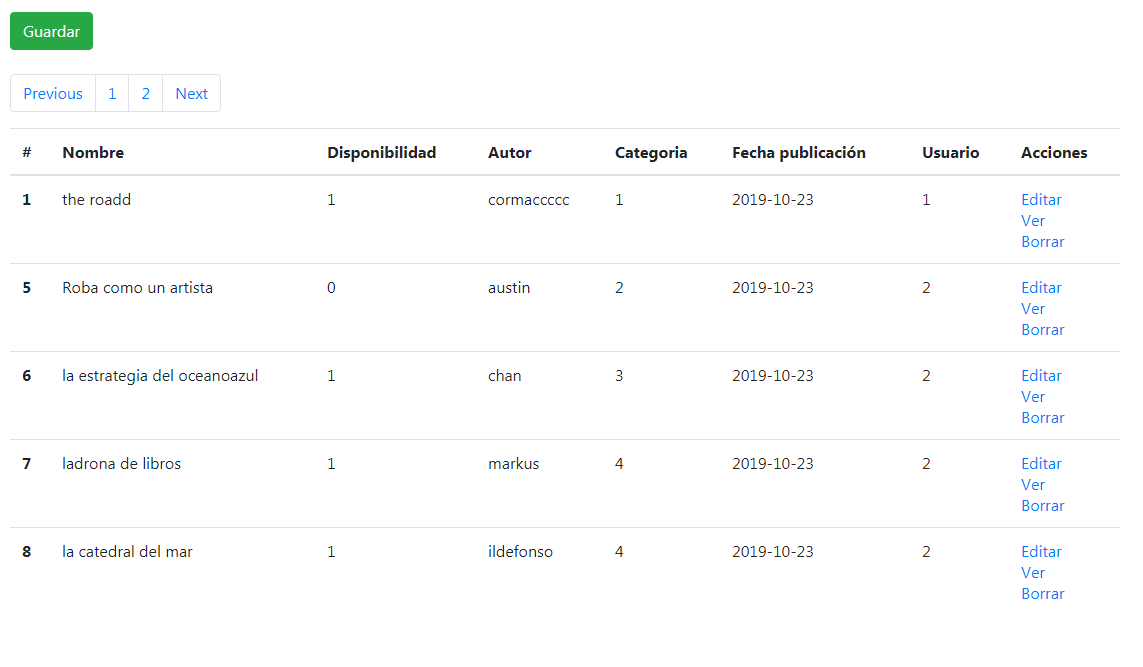 Guardar
Previous 1 2 Next
# Nombre Disponibilidad Autor Categoria Fecha publicación Usuario Acciones
1 the roadd 1 cormaccccc 1 2019-10-23 1 Editar
Ver
Borrar
5 Roba como un artista 0 austin 2 2019-10-23 2 Editar
Ver
Borrar
6 la estrategia del oceanoazul 1 chan 3 2019-10-23 2 Editar
Ver
Borrar
7 ladrona de libros 1 markus 4 2019-10-23 2 Editar
Ver
Borrar
8 la catedral del mar 1 ildefonso 4 2019-10-23 2 Editar
Ver
Borrar